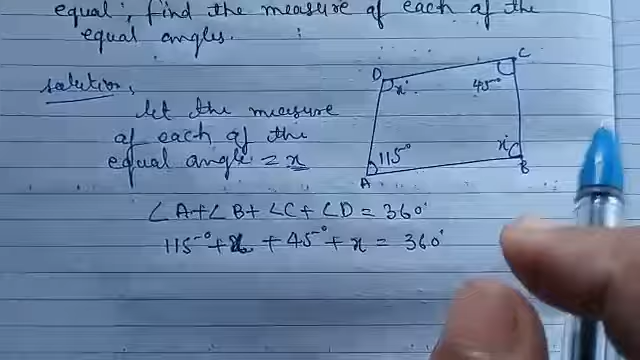 equal; find the measure of each of the
equal angles.
solution,
let the measure
of each of the
equal angle = x
D
C
x°
45°
115°
x°
A
B
∠A+∠B+∠C+∠D=360°
115°+x+45°+x=360°